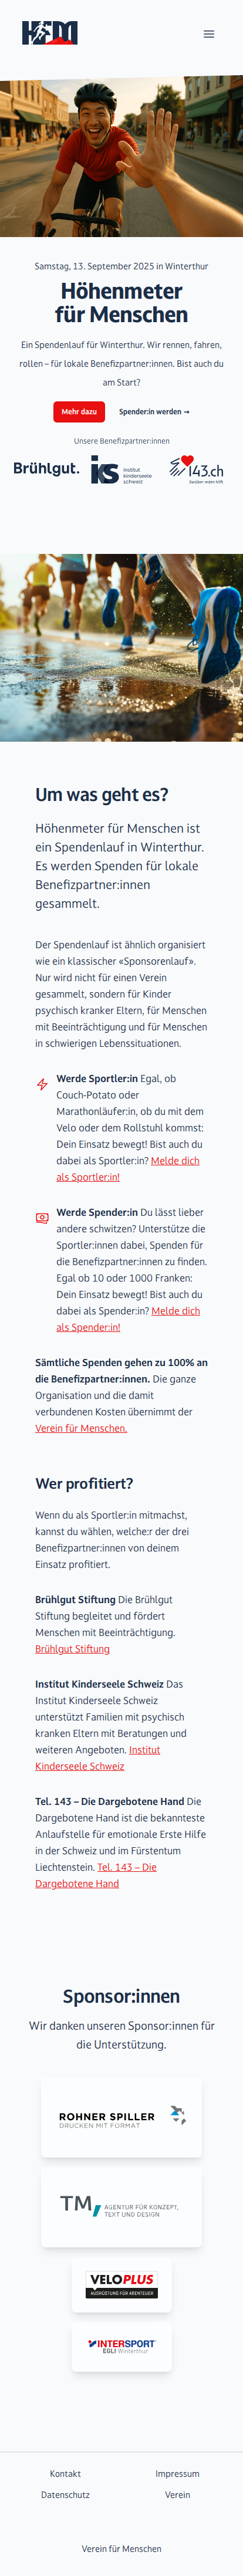 HFM
Samstag, 13. September 2025 in Winterthur
Höhenmeter
für Menschen
Ein Spendenlauf für Winterthur. Wir rennen, fahren,
rollen – für lokale Benefizpartner:innen. Bist auch du
am Start?
Mehr dazu
Spender:in werden →
Unsere Benefizpartner:innen
Brühlgut.
iks
institut
kinderseele
schweiz
143.ch
Darüber reden hilft
Um was geht es?
Höhenmeter für Menschen ist
ein Spendenlauf in Winterthur.
Es werden Spenden für lokale
Benefizpartner:innen
gesammelt.
Der Spendenlauf ist ähnlich organisiert
wie ein klassischer «Sponsorenlauf».
Nur wird nicht für einen Verein
gesammelt, sondern für Kinder
psychisch kranker Eltern, für Menschen
mit Beeinträchtigung und für Menschen
in schwierigen Lebenssituationen.
Werde Sportler:in Egal, ob
Couch-Potato oder
Marathonläufer:in, ob du mit dem
Velo oder dem Rollstuhl kommst:
Dein Einsatz bewegt! Bist auch du
dabei als Sportler:in? Melde dich
als Sportler:in!
Werde Spender:in Du lässt lieber
andere schwitzen? Unterstütze die
Sportler:innen dabei, Spenden für
die Benefizpartner:innen zu finden.
Egal ob 10 oder 1000 Franken:
Dein Einsatz bewegt! Bist auch du
dabei als Spender:in? Melde dich
als Spender:in!
Sämtliche Spenden gehen zu 100% an
die Benefizpartner:innen. Die ganze
Organisation und die damit
verbundenen Kosten übernimmt der
Verein für Menschen.
Wer profitiert?
Wenn du als Sportler:in mitmachst,
kannst du wählen, welche:r der drei
Benefizpartner:innen von deinem
Einsatz profitiert.
Brühlgut Stiftung Die Brühlgut
Stiftung begleitet und fördert
Menschen mit Beeinträchtigung.
Brühlgut Stiftung
Institut Kinderseele Schweiz Das
Institut Kinderseele Schweiz
unterstützt Familien mit psychisch
kranken Eltern mit Beratungen und
weiteren Angeboten. Institut
Kinderseele Schweiz
Tel. 143 – Die Dargebotene Hand Die
Dargebotene Hand ist die bekannteste
Anlaufstelle für emotionale Erste Hilfe
in der Schweiz und im Fürstentum
Liechtenstein. Tel. 143 – Die
Dargebotene Hand
Sponsor:innen
Wir danken unseren Sponsor:innen für
die Unterstützung.
ROHNER SPILLER
DRUCKEN MIT FORMAT
TM
AGENTUR FÜR KONZEPT,
TEXT UND DESIGN
VELOPLUS
AUSRÜSTUNG FÜR ABENTEUER
INTERSPORT
EGLI Winterthur
Kontakt
Impressum
Datenschutz
Verein
Verein für Menschen